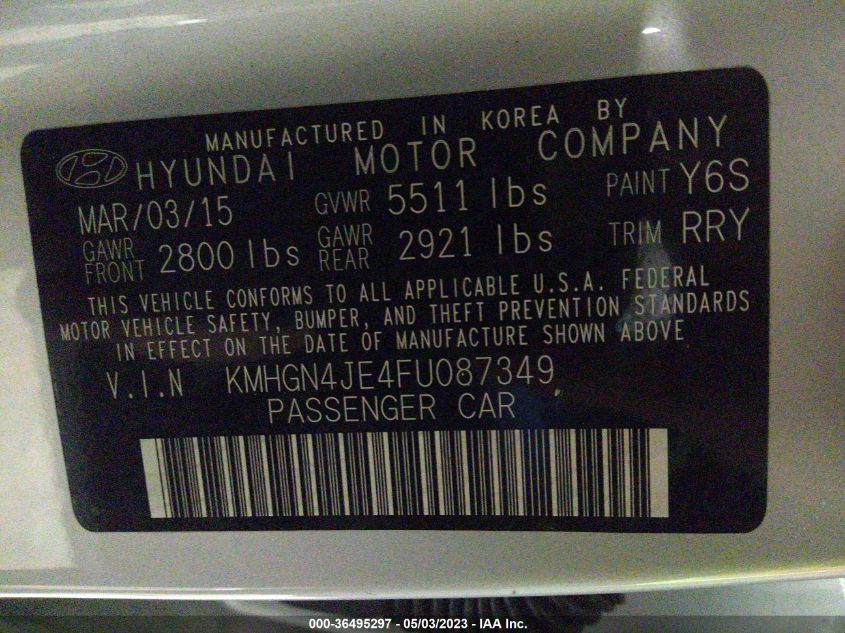 MANUFACTURED IN KOREA BY
HYUNDAI MOTOR COMPANY
MAR/03/15 GVWR 5511 lbs PAINT Y6S
GAWR FRONT 2800 lbs GAWR REAR 2921 lbs TRIM RRY
THIS VEHICLE CONFORMS TO ALL APPLICABLE U.S.A. FEDERAL
MOTOR VEHICLE SAFETY, BUMPER, AND THEFT PREVENTION STANDARDS
IN EFFECT ON THE DATE OF MANUFACTURE SHOWN ABOVE
V.I.N KMHGN4JE4FU087349
PASSENGER CAR
000-36495297 - 05/03/2023 - IAA Inc.